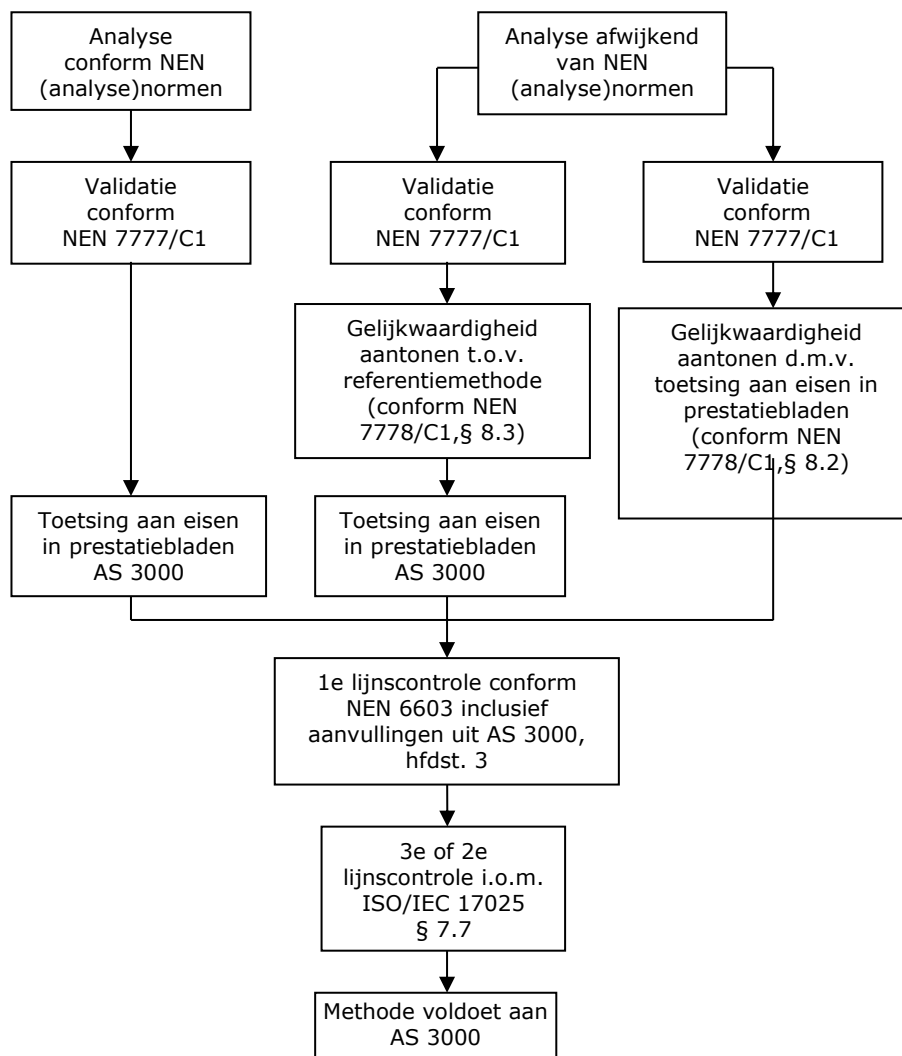 Analyse
conform NEN
(analyse)normen
Analyse afwijkend
van NEN
(analyse)normen
Validatie
conform
NEN 7777/C1
Validatie
conform
NEN 7777/C1
Validatie
conform
NEN 7777/C1
Gelijkwaardigheid
aantonen t.o.v.
referentiemethode
(conform NEN
7778/C1,§ 8.3)
Gelijkwaardigheid
aantonen d.m.v.
toetsing aan eisen in
prestatiebladen
(conform NEN
7778/C1,§ 8.2)
Toetsing aan eisen
in prestatiebladen
AS 3000
Toetsing aan eisen
in prestatiebladen
AS 3000
1e lijnscontrole conform
NEN 6603 inclusief
aanvullingen uit AS 3000,
hfdst. 3
3e of 2e
lijnscontrole i.o.m.
ISO/IEC 17025
§ 7.7
Methode voldoet aan
AS 3000